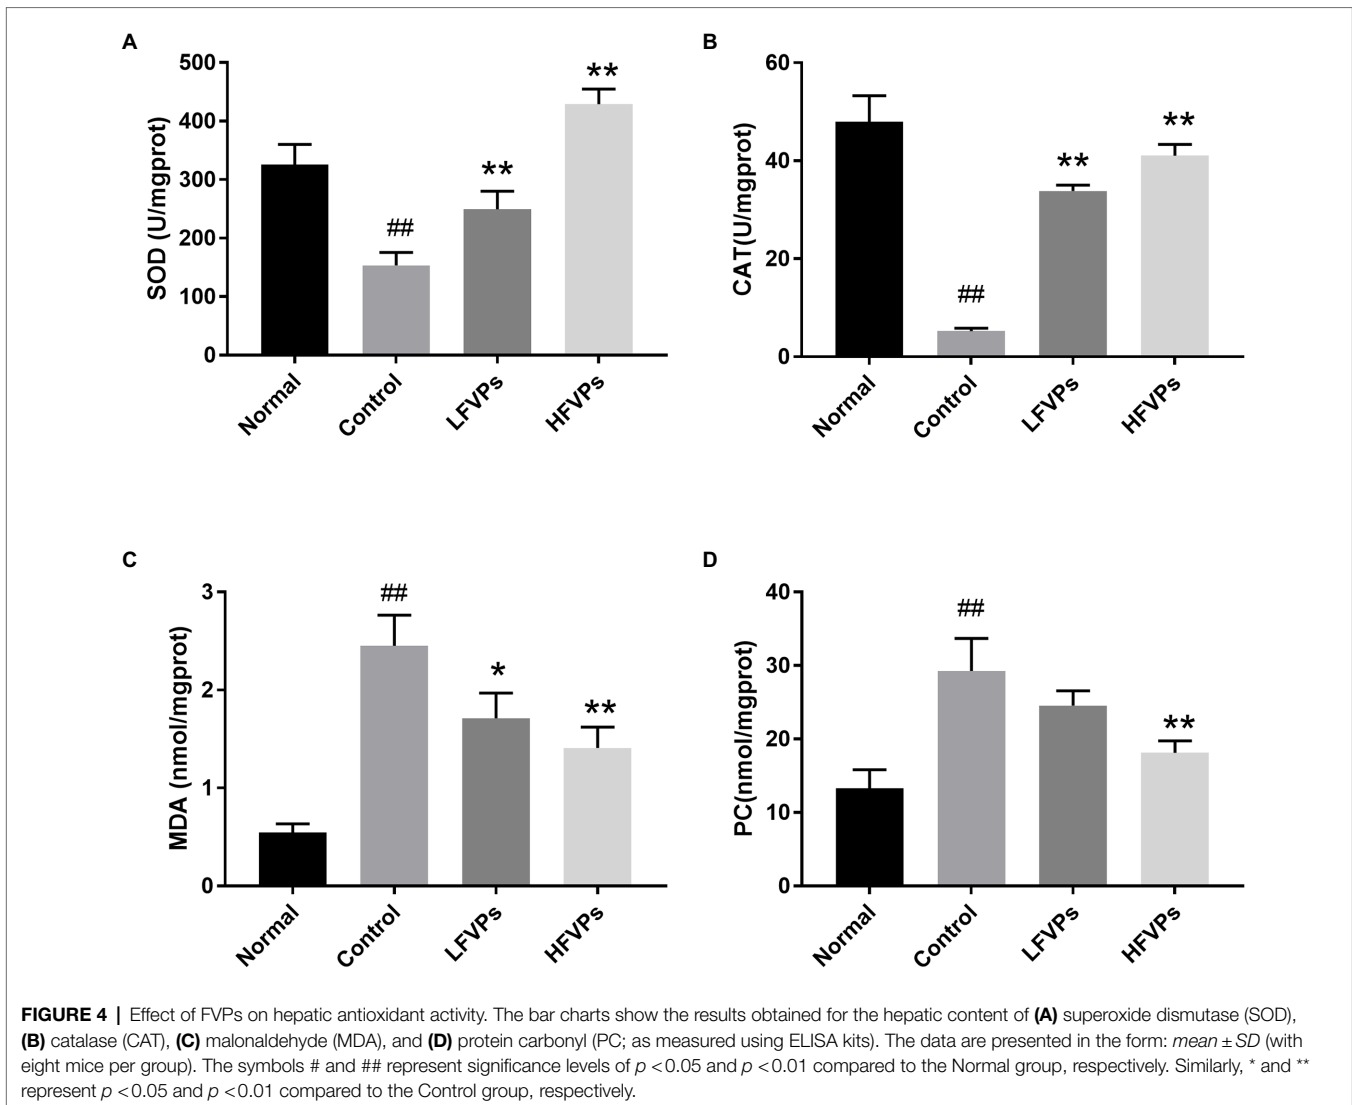 A
SOD (U/mgprot)
500
400
300
200
100
0
##
**
**
Normal
Control
LFVPs
HFVPs
B
CAT(U/mgprot)
60
40
20
0
##
**
**
Normal
Control
LFVPs
HFVPs
C
MDA (nmol/mgprot)
3
2
1
0
##
*
**
Normal
Control
LFVPs
HFVPs
D
PC(nmol/mgprot)
40
30
20
10
0
##
**
Normal
Control
LFVPs
HFVPs
FIGURE 4 | Effect of FVPs on hepatic antioxidant activity. The bar charts show the results obtained for the hepatic content of (A) superoxide dismutase (SOD),
(B) catalase (CAT), (C) malonaldehyde (MDA), and (D) protein carbonyl (PC; as measured using ELISA kits). The data are presented in the form: mean ± SD (with
eight mice per group). The symbols # and ## represent significance levels of p < 0.05 and p < 0.01 compared to the Normal group, respectively. Similarly, * and **
represent p < 0.05 and p < 0.01 compared to the Control group, respectively.